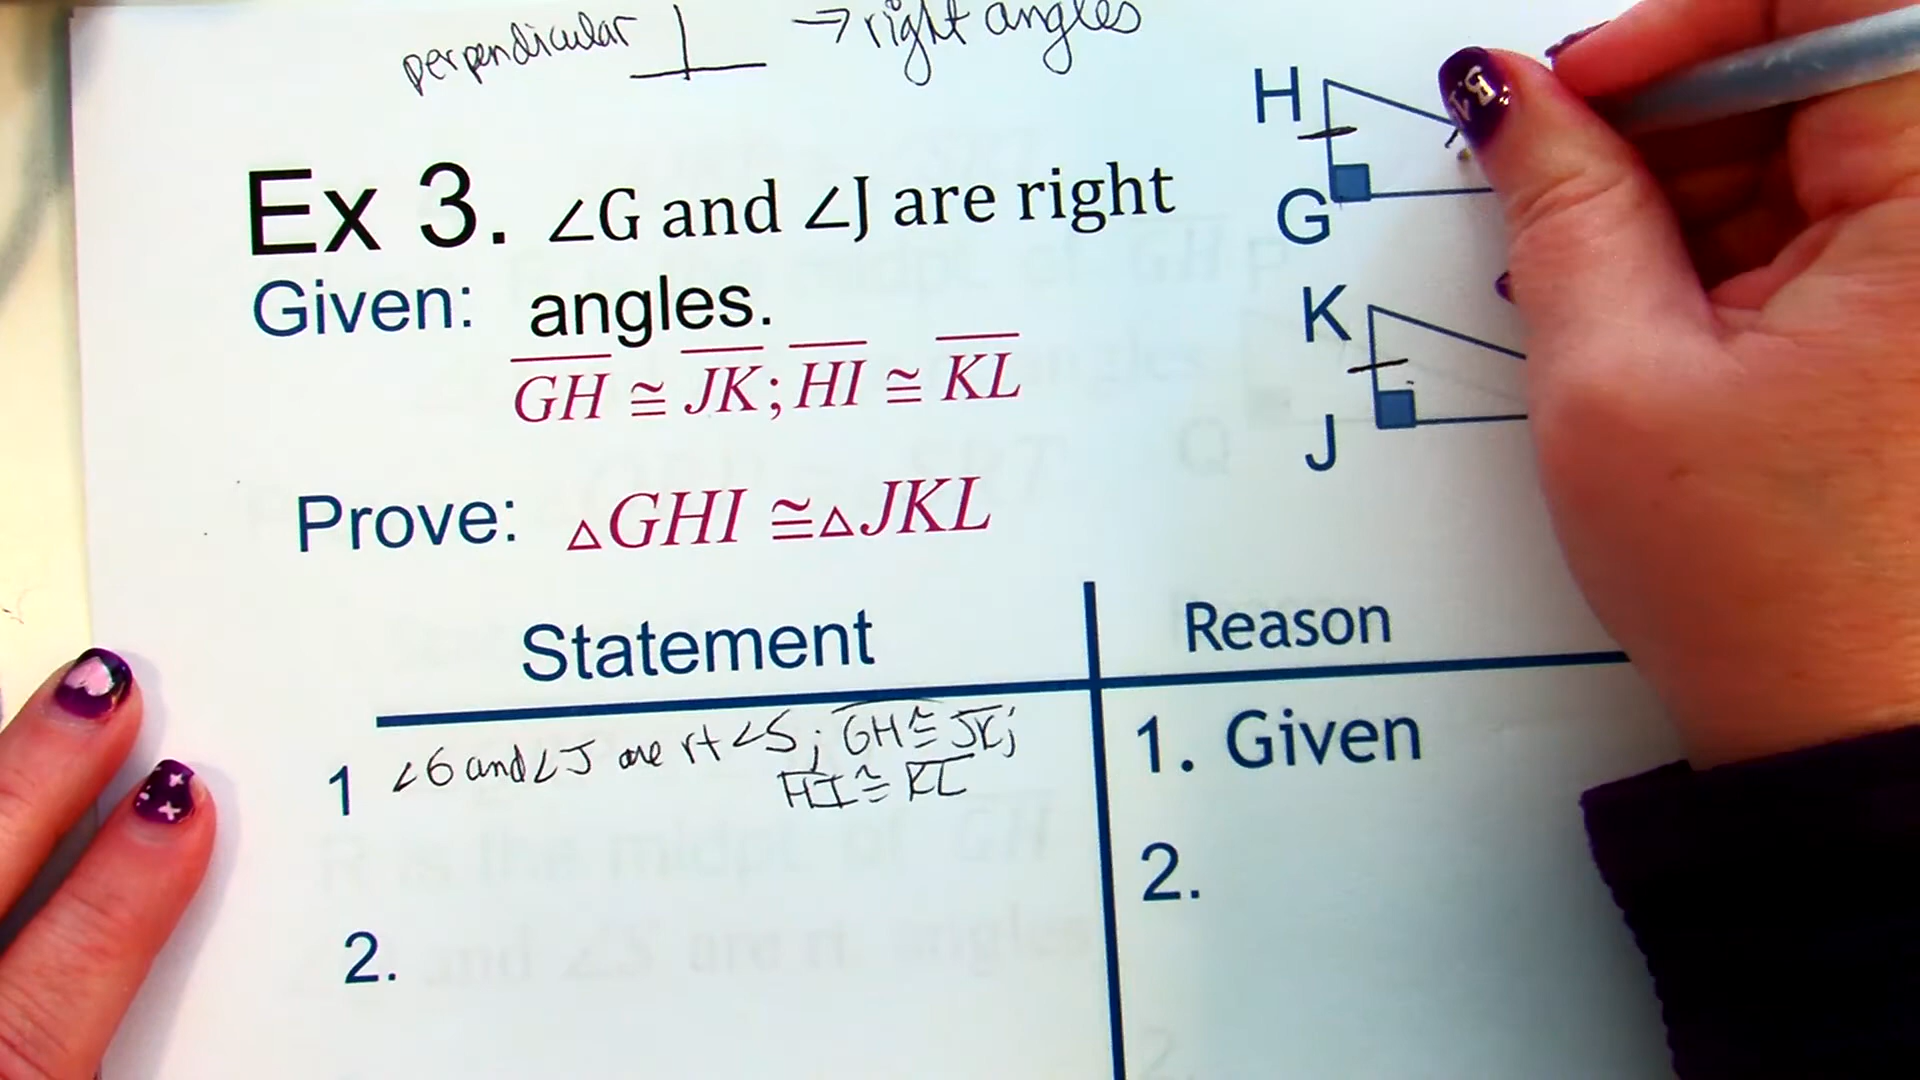 perpendicular → right angles
H
G
Ex 3. ∠G and ∠J are right
Given: angles.
K
J
GH ≅ JK; HI ≅ KL
Prove: △GHI ≅ △JKL
Statement Reason
1 ∠G and ∠J are rt ∠S; GH ≅ JK;
HI ≅ KL
1. Given
2.
2.